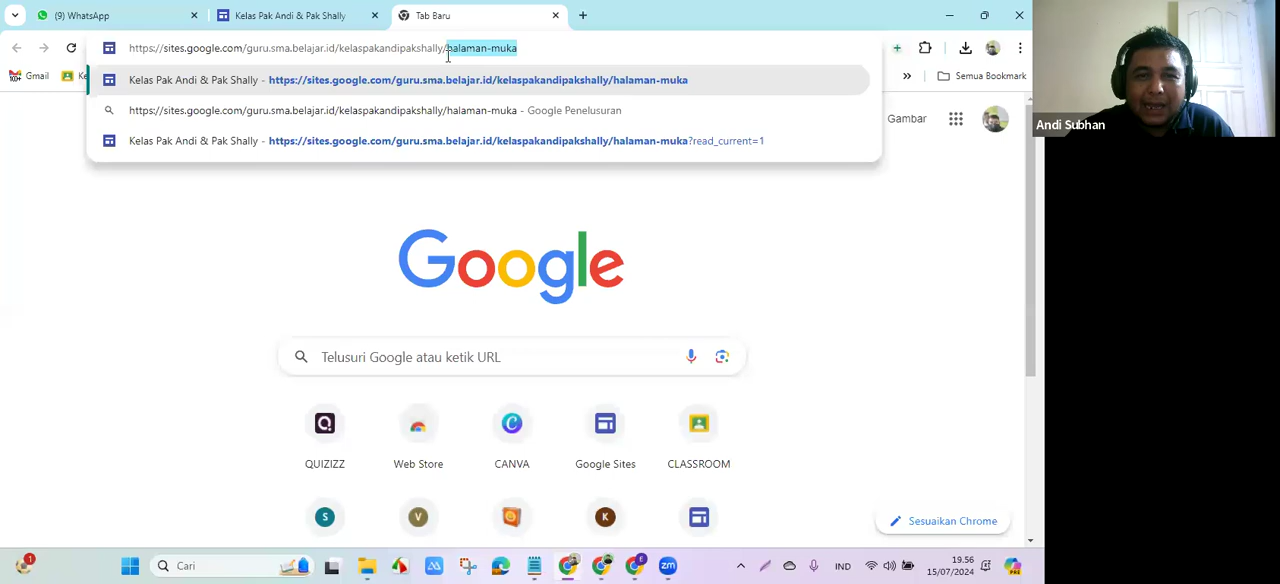 (9) WhatsApp
Kelas Pak Andi & Pak Shally
Tab Baru
https://sites.google.com/guru.sma.belajar.id/kelaspakandipakshally/halaman-muka
Gmail
Semua Bookmark
Kelas Pak Andi & Pak Shally - https://sites.google.com/guru.sma.belajar.id/kelaspakandipakshally/halaman-muka
https://sites.google.com/guru.sma.belajar.id/kelaspakandipakshally/halaman-muka - Google Penelusuran
Kelas Pak Andi & Pak Shally - https://sites.google.com/guru.sma.belajar.id/kelaspakandipakshally/halaman-muka?read_current=1
Gambar
Andi Subhan
Google
Telusuri Google atau ketik URL
QUIZIZZ
Web Store
CANVA
Google Sites
CLASSROOM
S
V
K
Sesuaikan Chrome
Cari
zm
IND
19.56
15/07/2024